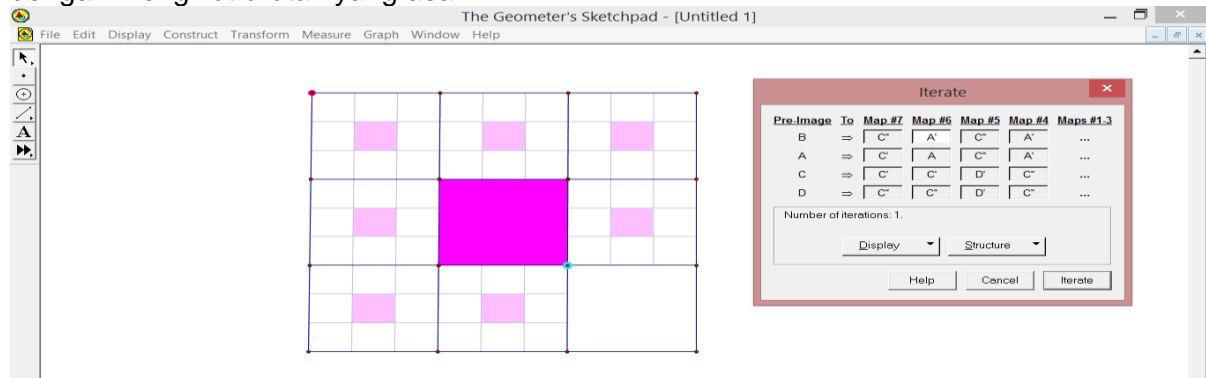 The Geometer's Sketchpad - [Untitled 1]
File Edit Display Construct Transform Measure Graph Window Help
A
Iterate
Pre-Image To Map #7 Map #6 Map #5 Map #4 Maps #1-3
B ⇒ C" A' C" A' ...
A ⇒ C' A C" A' ...
C ⇒ C' C' D' C" ...
D ⇒ C" C" D' C" ...
Number of iterations: 1.
Display Structure
Help Cancel Iterate